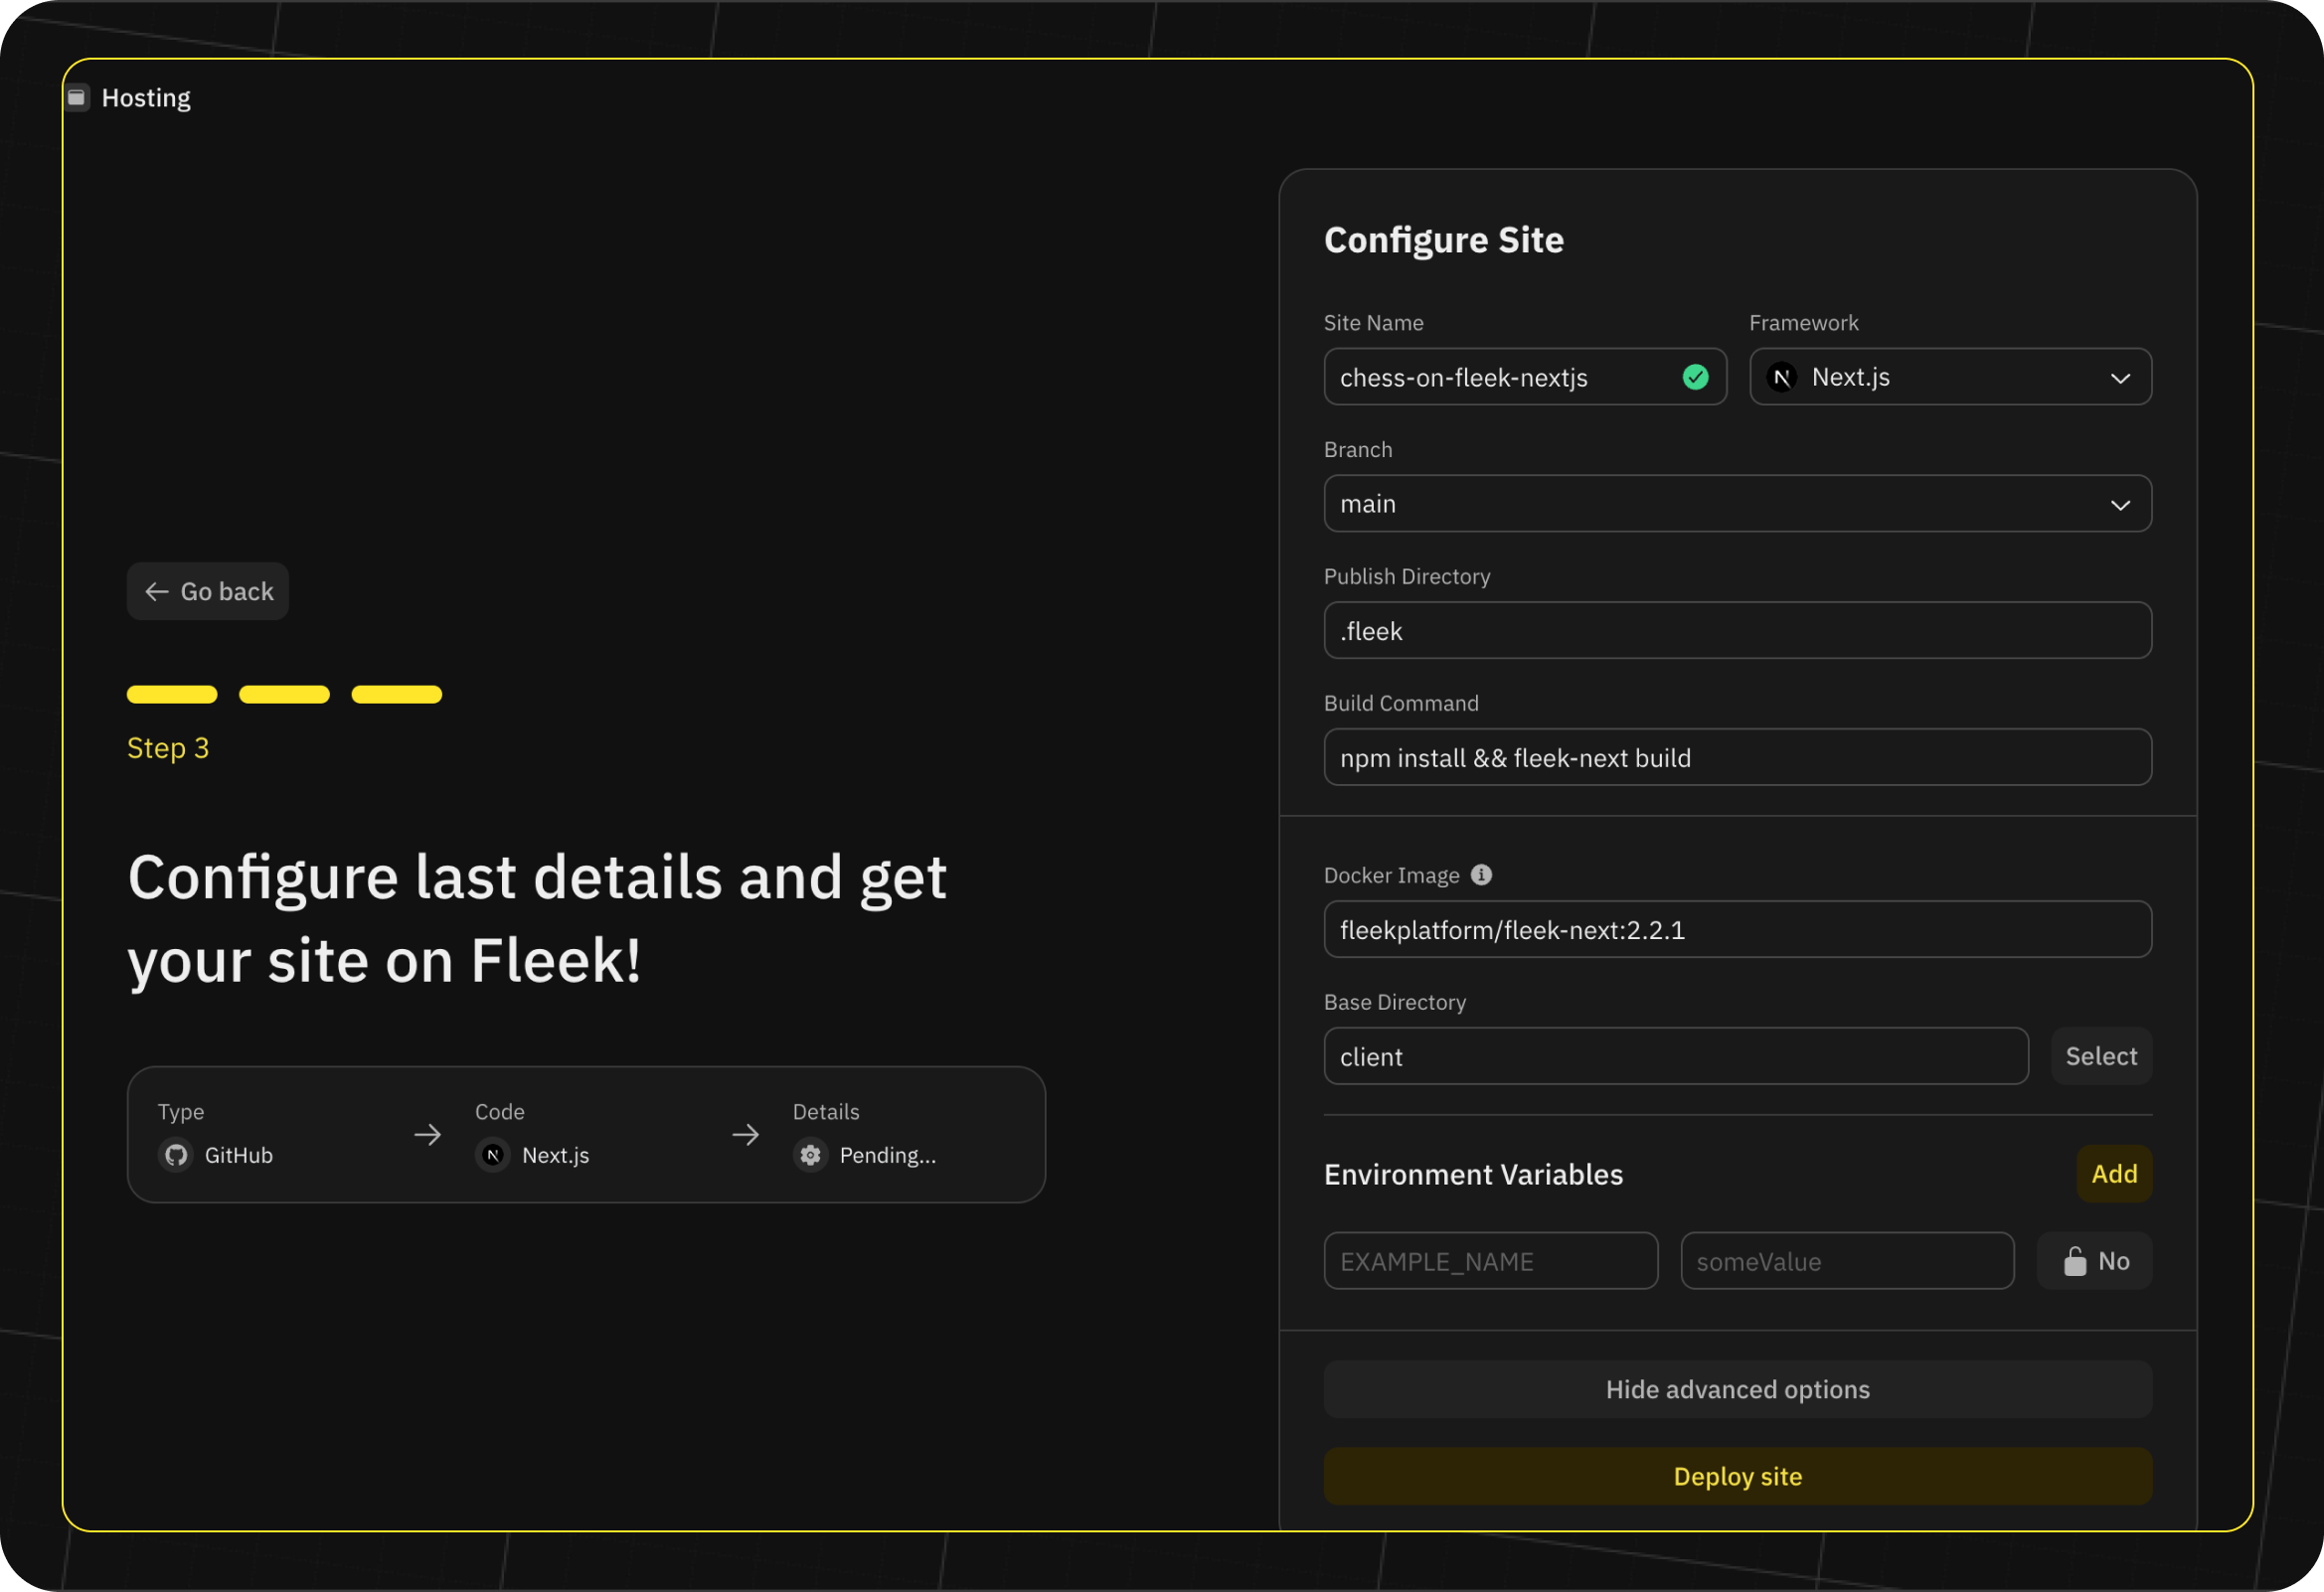 Hosting
Go back
Step 3
Configure last details and get
your site on Fleek!
Type
GitHub
Code
Next.js
Details
Pending...
Configure Site
Site Name
Framework
chess-on-fleek-nextjs
Next.js
Branch
main
Publish Directory
.fleek
Build Command
npm install && fleek-next build
Docker Image
fleekplatform/fleek-next:2.2.1
Base Directory
client
Select
Environment Variables
Add
EXAMPLE_NAME
someValue
No
Hide advanced options
Deploy site